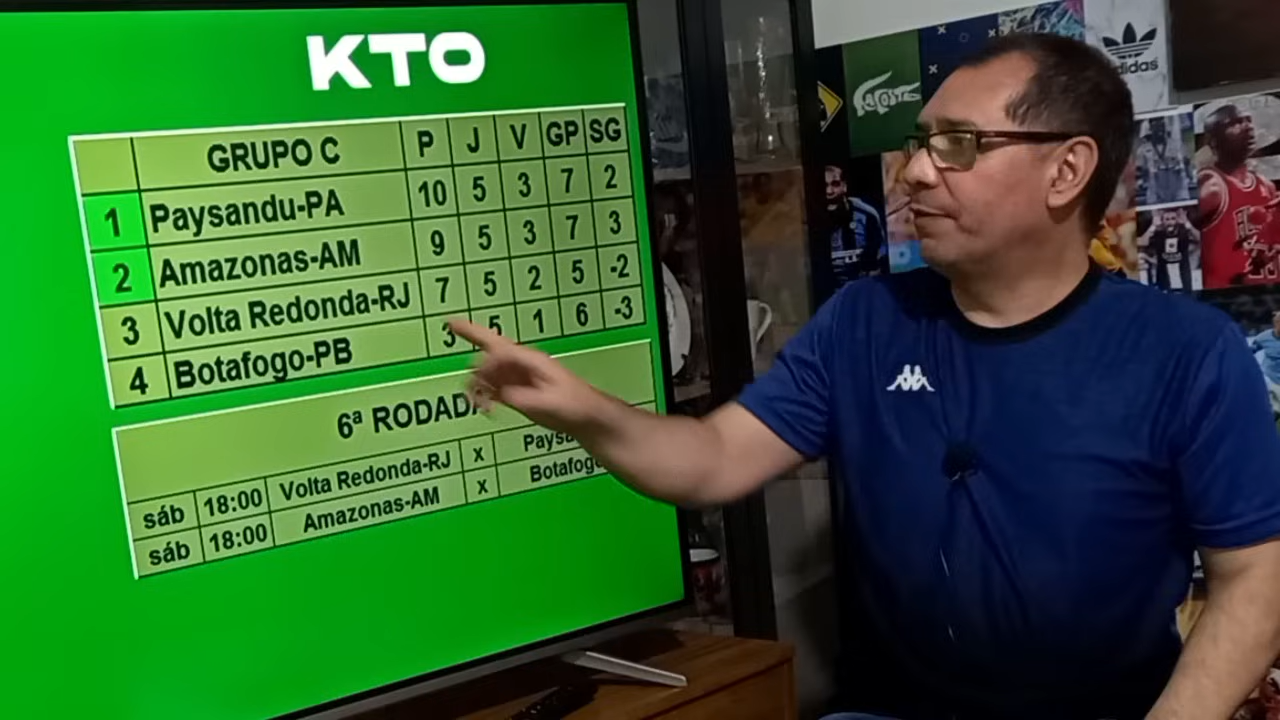 KTO
GRUPO C P J V GP SG
1 Paysandu-PA 10 5 3 7 2
2 Amazonas-AM 9 5 3 7 3
3 Volta Redonda-RJ 7 5 2 5 -2
4 Botafogo-PB 3 5 1 6 -3
6ª RODADA
sáb 18:00 Volta Redonda-RJ x
sáb 18:00 Amazonas-AM x
LACOSTE
adidas